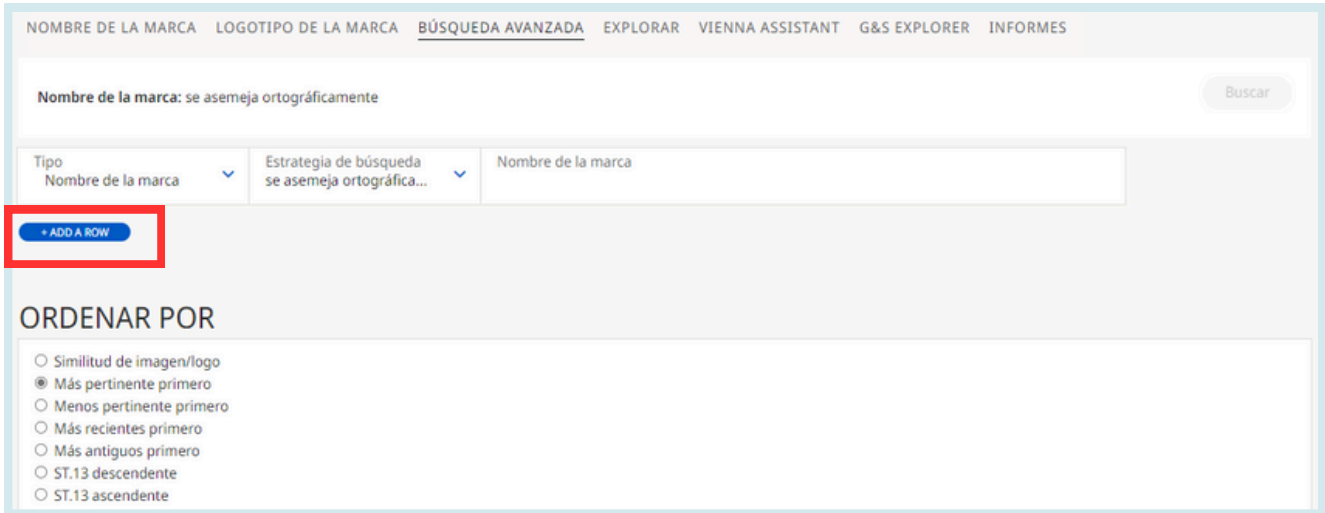 NOMBRE DE LA MARCA LOGOTIPO DE LA MARCA BÚSQUEDA AVANZADA EXPLORAR VIENNA ASSISTANT G&S EXPLORER INFORMES
Nombre de la marca: se asemeja ortográficamente
Buscar
Tipo
Nombre de la marca
Estrategia de búsqueda
se asemeja ortográfica...
Nombre de la marca
+ ADD A ROW
ORDENAR POR
Similitud de imagen/logo
Más pertinente primero
Menos pertinente primero
Más recientes primero
Más antiguos primero
ST.13 descendente
ST.13 ascendente